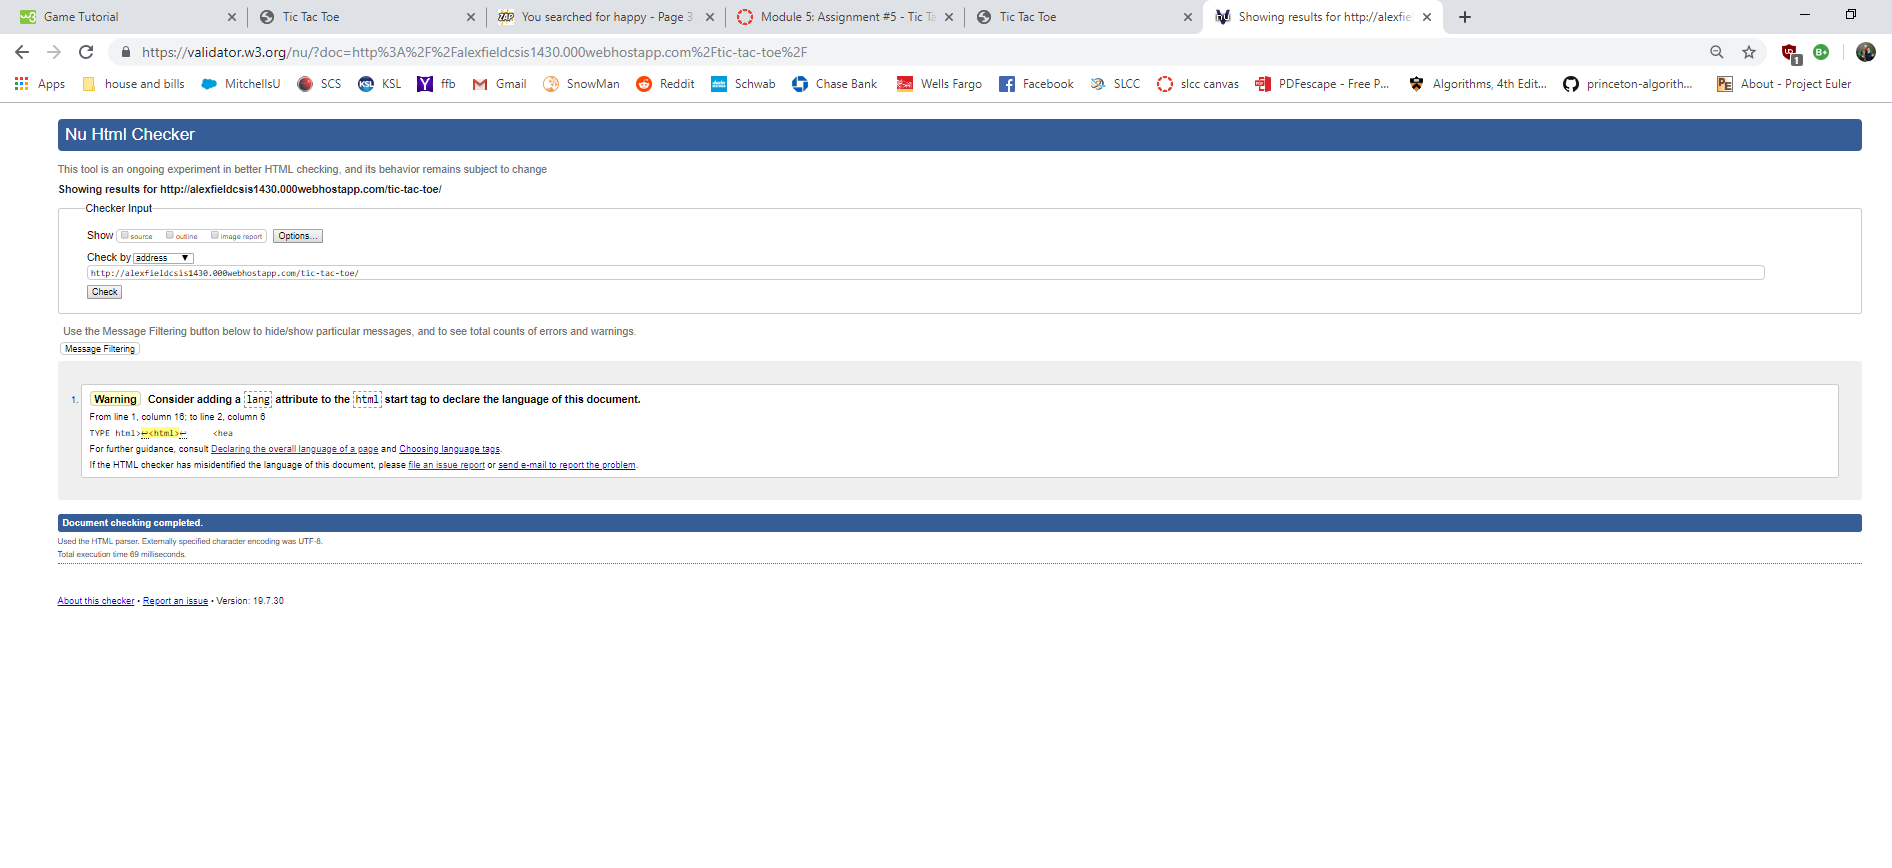 Game Tutorial
Tic Tac Toe
ZAP You searched for happy - Page 3
Module 5: Assignment #5 - Tic Ta
Tic Tac Toe
Showing results for http://alexfie
https://validator.w3.org/nu/?doc=http%3A%2F%2Falexfieldcsis1430.000webhostapp.com%2Ftic-tac-toe%2F
1
B+
Apps house and bills MitchellsU SCS KSL KSL ffb Gmail SnowMan Reddit Schwab Chase Bank Wells Fargo Facebook SLCC slcc canvas PDFescape - Free P... Algorithms, 4th Edit... princeton-algorith... PE About - Project Euler
Nu Html Checker
This tool is an ongoing experiment in better HTML checking, and its behavior remains subject to change
Showing results for http://alexfieldcsis1430.000webhostapp.com/tic-tac-toe/
Checker Input
Show source outline image report Options...
Check by address
http://alexfieldcsis1430.000webhostapp.com/tic-tac-toe/
Check
Use the Message Filtering button below to hide/show particular messages, and to see total counts of errors and warnings.
Message Filtering
1. Warning Consider adding a lang attribute to the html start tag to declare the language of this document.
From line 1, column 16; to line 2, column 6
TYPE html>↩<html>↩ <hea
For further guidance, consult Declaring the overall language of a page and Choosing language tags.
If the HTML checker has misidentified the language of this document, please file an issue report or send e-mail to report the problem.
Document checking completed.
Used the HTML parser. Externally specified character encoding was UTF-8.
Total execution time 69 milliseconds.
About this checker • Report an issue • Version: 19.7.30